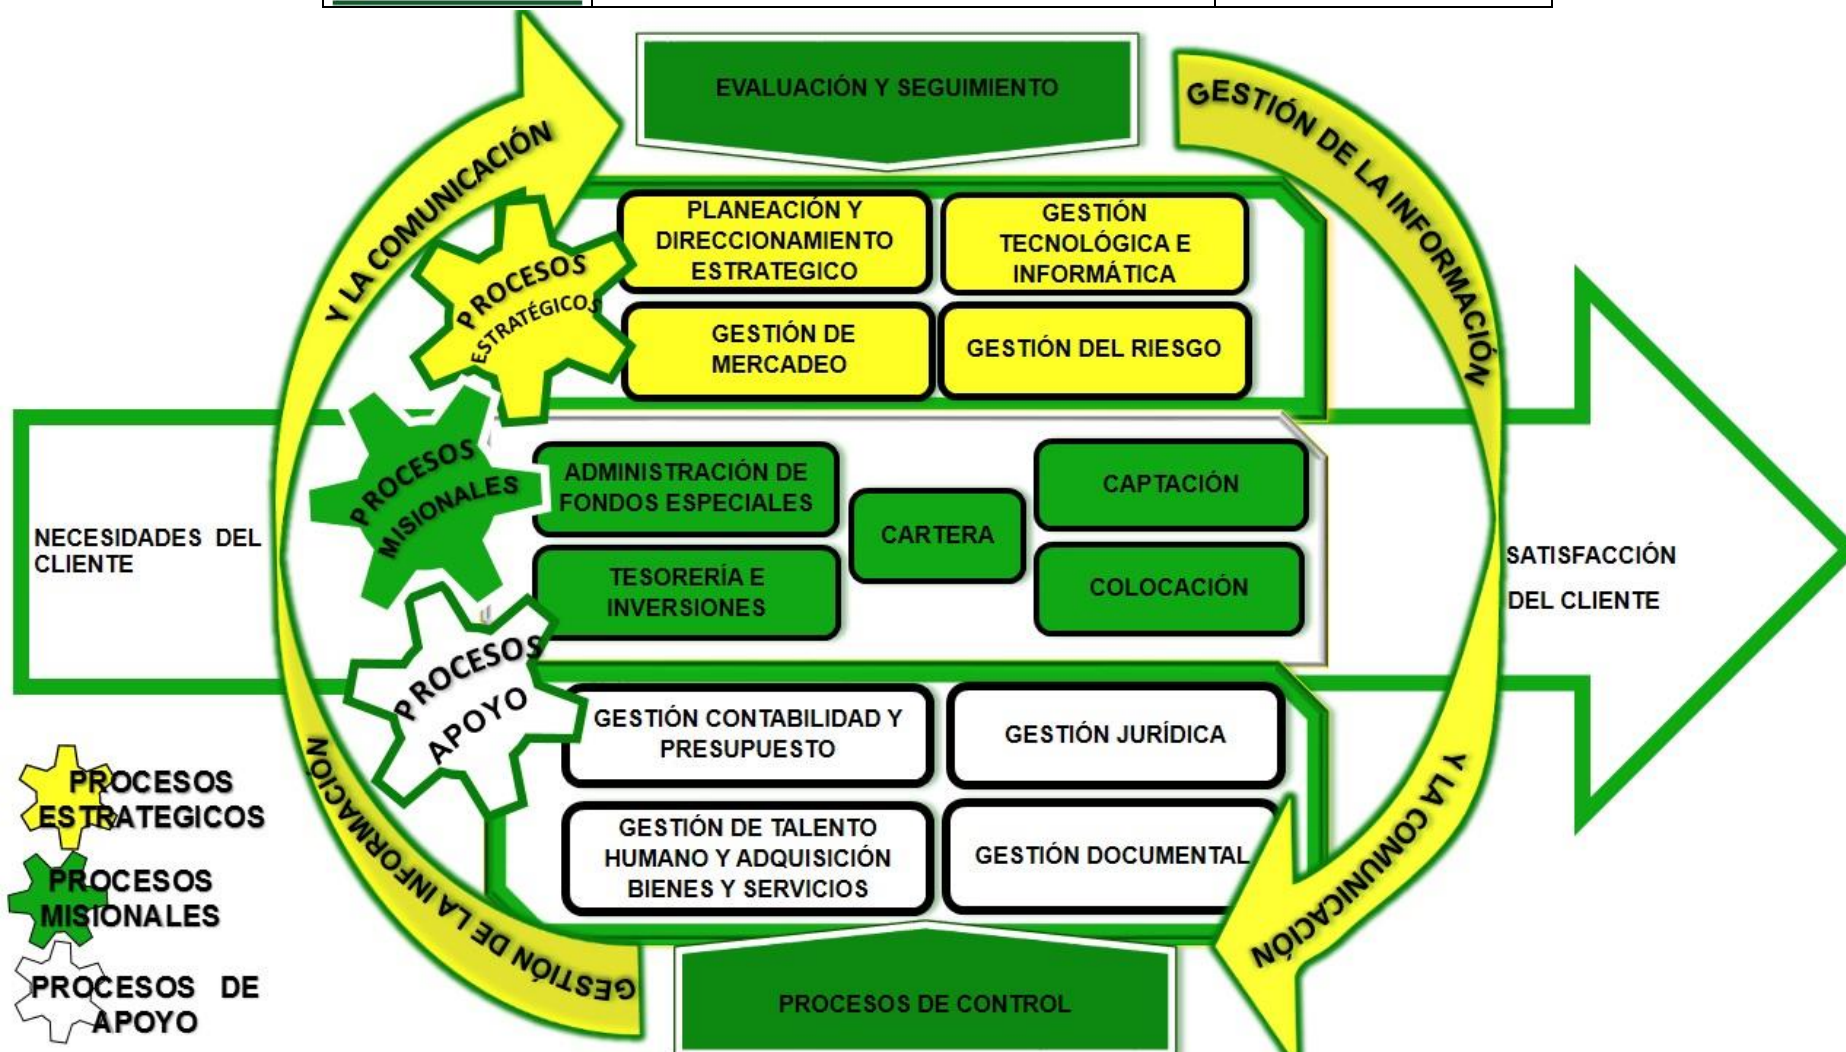 EVALUACIÓN Y SEGUIMIENTO
GESTIÓN DE LA INFORMACIÓN
Y LA COMUNICACIÓN
Y LA COMUNICACIÓN
GESTIÓN DE LA INFORMACIÓN
PROCESOS
ESTRATÉGICOS
PLANEACIÓN Y
DIRECCIONAMIENTO
ESTRATEGICO
GESTIÓN
TECNOLÓGICA E
INFORMÁTICA
GESTIÓN DE
MERCADEO
GESTIÓN DEL RIESGO
NECESIDADES DEL
CLIENTE
PROCESOS
MISIONALES
ADMINISTRACIÓN DE
FONDOS ESPECIALES
TESORERÍA E
INVERSIONES
CARTERA
CAPTACIÓN
COLOCACIÓN
SATISFACCIÓN
DEL CLIENTE
PROCESOS
APOYO
GESTIÓN CONTABILIDAD Y
PRESUPUESTO
GESTIÓN JURÍDICA
GESTIÓN DE TALENTO
HUMANO Y ADQUISICIÓN
BIENES Y SERVICIOS
GESTIÓN DOCUMENTAL
PROCESOS DE CONTROL
PROCESOS
ESTRATEGICOS
PROCESOS
MISIONALES
PROCESOS DE
APOYO